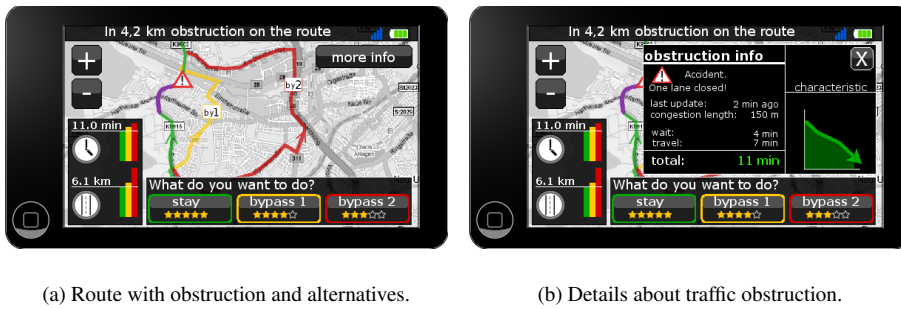 In 4,2 km obstruction on the route
+
-
more info
by2
by1
K9915
311
11.0 min
6.1 km
What do you want to do?
stay
bypass 1
bypass 2
In 4,2 km obstruction on the route
+
-
obstruction info
X
Accident.
One lane closed!
characteristic
last update: 2 min ago
congestion length: 150 m
wait: 4 min
travel: 7 min
total: 11 min
11.0 min
6.1 km
What do you want to do?
stay
bypass 1
bypass 2
(a) Route with obstruction and alternatives.
(b) Details about traffic obstruction.